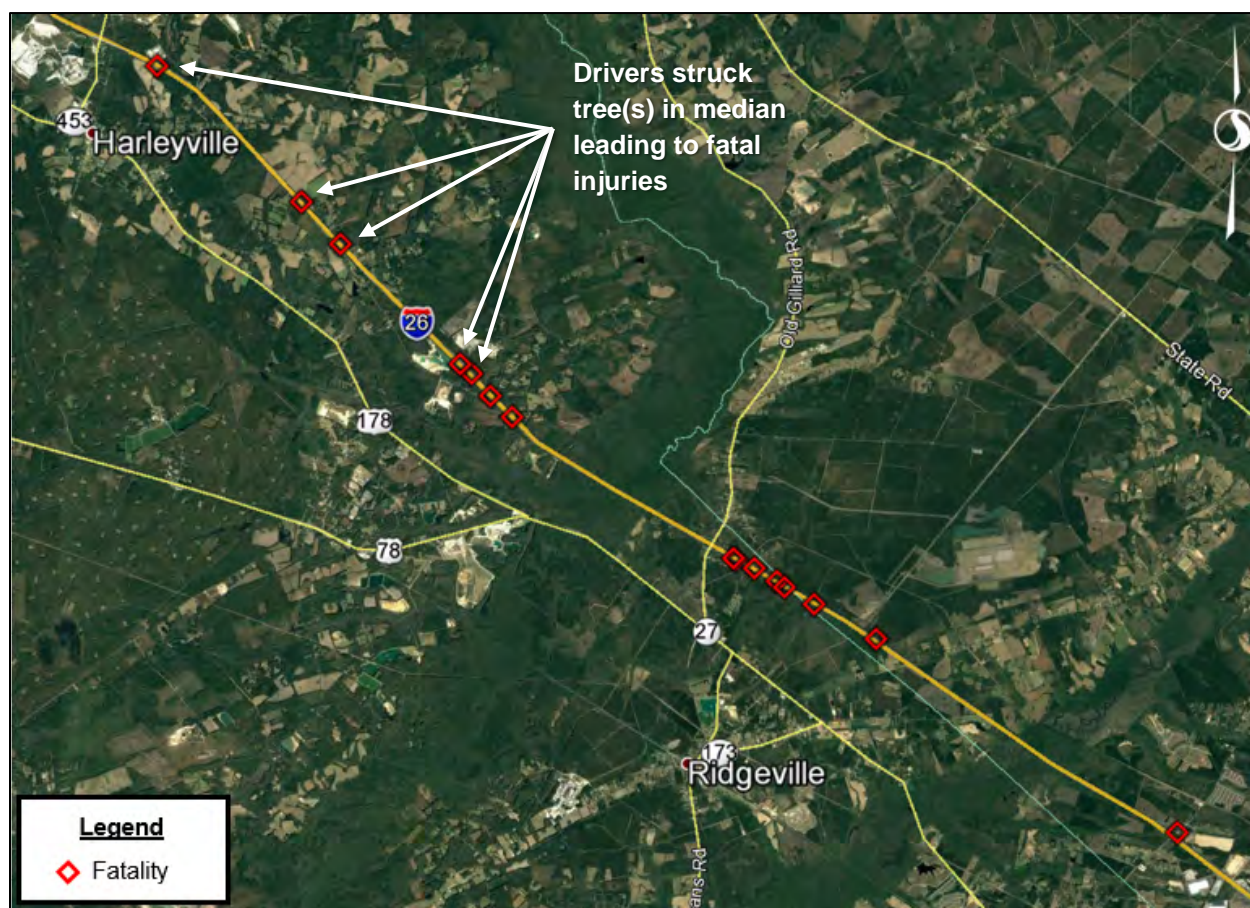 Drivers struck
tree(s) in median
leading to fatal
injuries
453
Harleyville
26
Old Gilliard Rd
State Rd
178
78
27
173
Ridgeville
ans Rd
Legend
Fatality